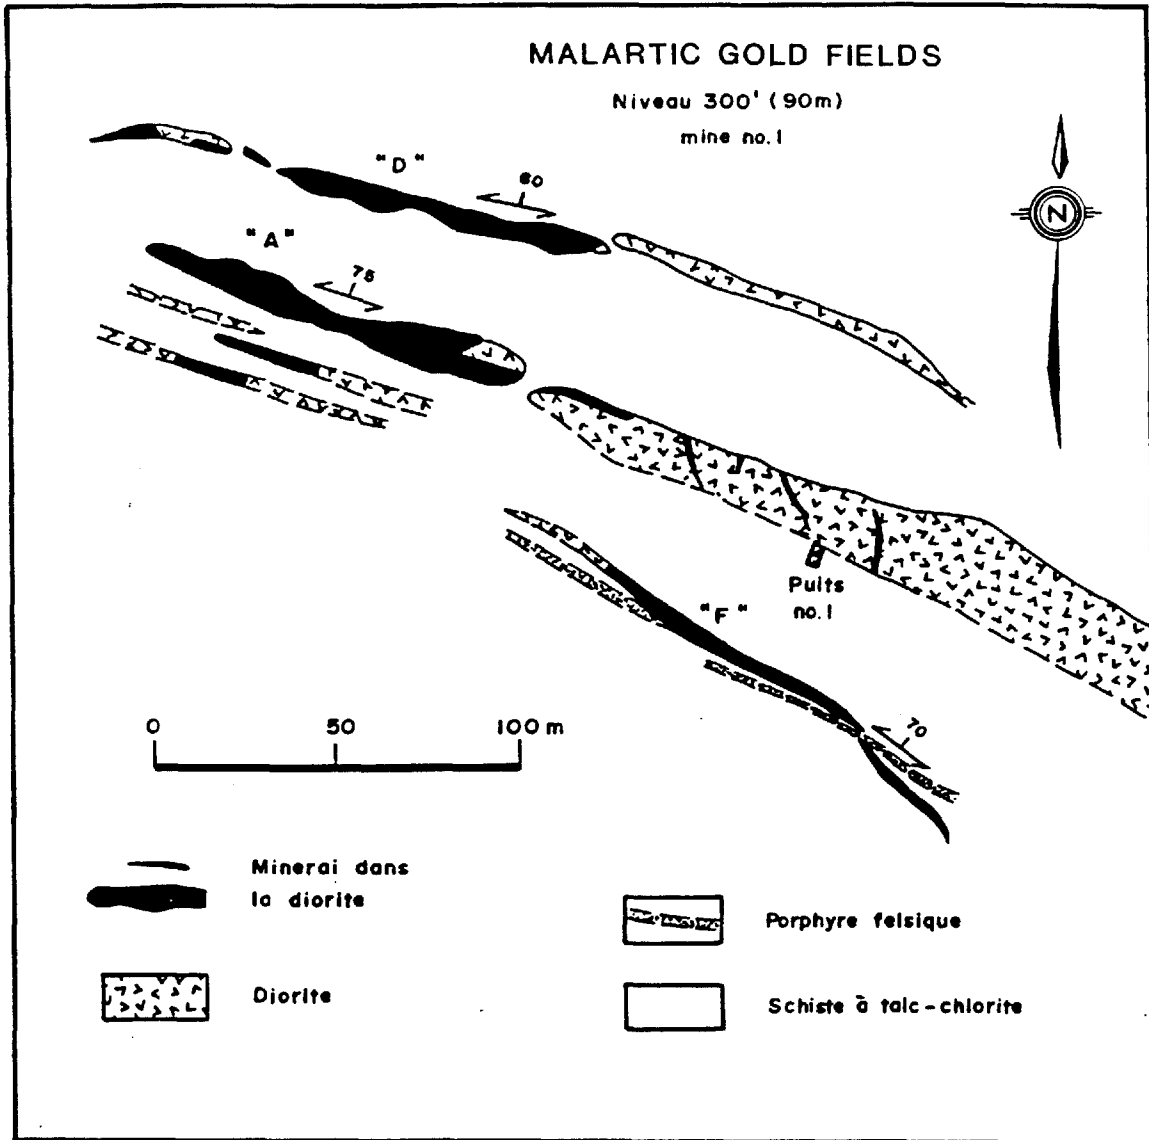 MALARTIC GOLD FIELDS
Niveau 300' (90m)
mine no.1
"D"
60
N
"A"
75
Puits
no.1
"F"
70
0 50 100 m
Minerai dans
la diorite
Porphyre felsique
Diorite
Schiste à talc-chlorite